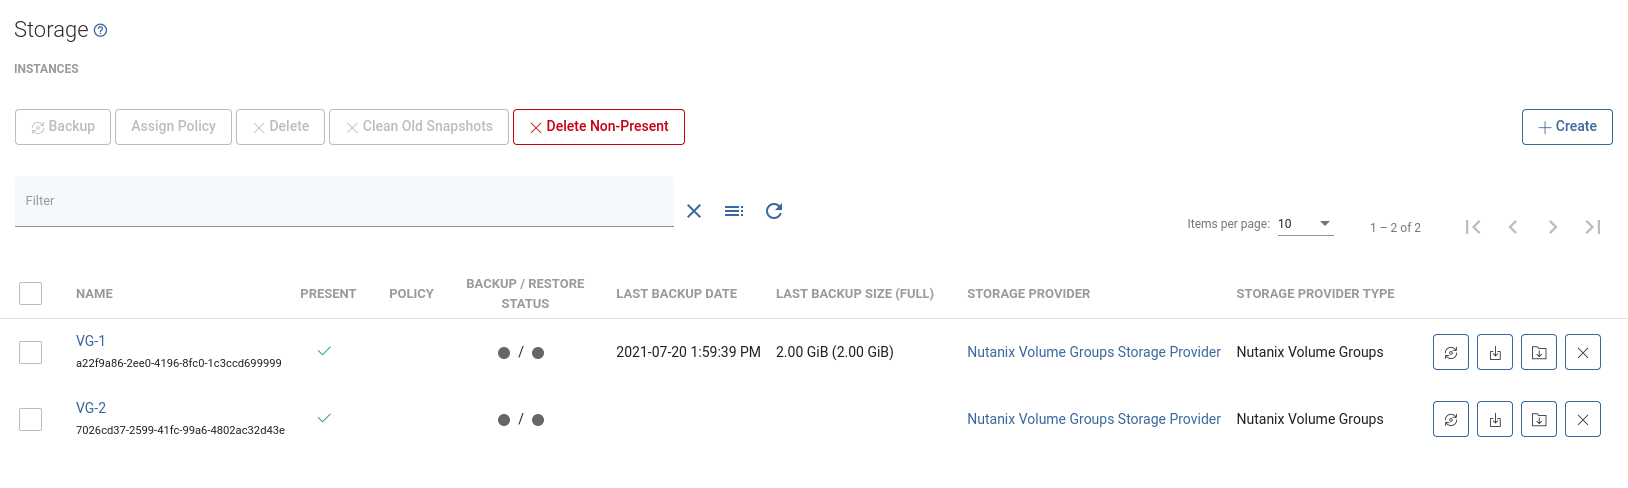 Storage
INSTANCES
Backup Assign Policy Delete Clean Old Snapshots Delete Non-Present Create
Filter
Items per page: 10 1 – 2 of 2
NAME PRESENT POLICY BACKUP / RESTORE STATUS LAST BACKUP DATE LAST BACKUP SIZE (FULL) STORAGE PROVIDER STORAGE PROVIDER TYPE
VG-1
a22f9a86-2ee0-4196-8fc0-1c3ccd699999
/ 2021-07-20 1:59:39 PM 2.00 GiB (2.00 GiB) Nutanix Volume Groups Storage Provider Nutanix Volume Groups
VG-2
7026cd37-2599-41fc-99a6-4802ac32d43e
/ Nutanix Volume Groups Storage Provider Nutanix Volume Groups